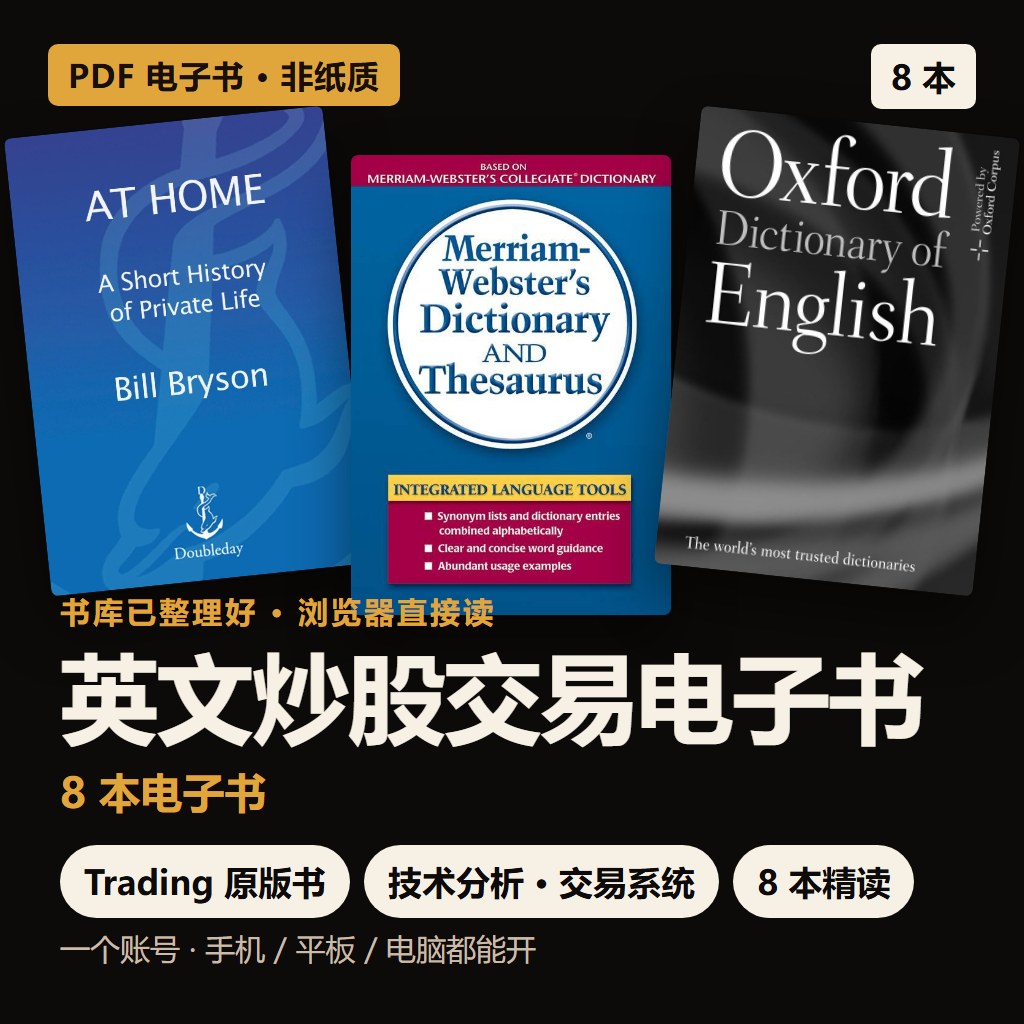 PDF 电子书 · 非纸质
8 本
AT HOME
A Short History
of Private Life
Bill Bryson
Doubleday
BASED ON
MERRIAM-WEBSTER'S COLLEGIATE® DICTIONARY
Merriam-
Webster's
Dictionary
AND
Thesaurus
®
INTEGRATED LANGUAGE TOOLS
■ Synonym lists and dictionary entries
combined alphabetically
■ Clear and concise word guidance
■ Abundant usage examples
Oxford
Dictionary of
English
Powered by
Oxford Corpus
The world's most trusted dictionaries
书库已整理好 · 浏览器直接读
英文炒股交易电子书
8 本电子书
Trading 原版书
技术分析 · 交易系统
8 本精读
一个账号 · 手机 / 平板 / 电脑都能开